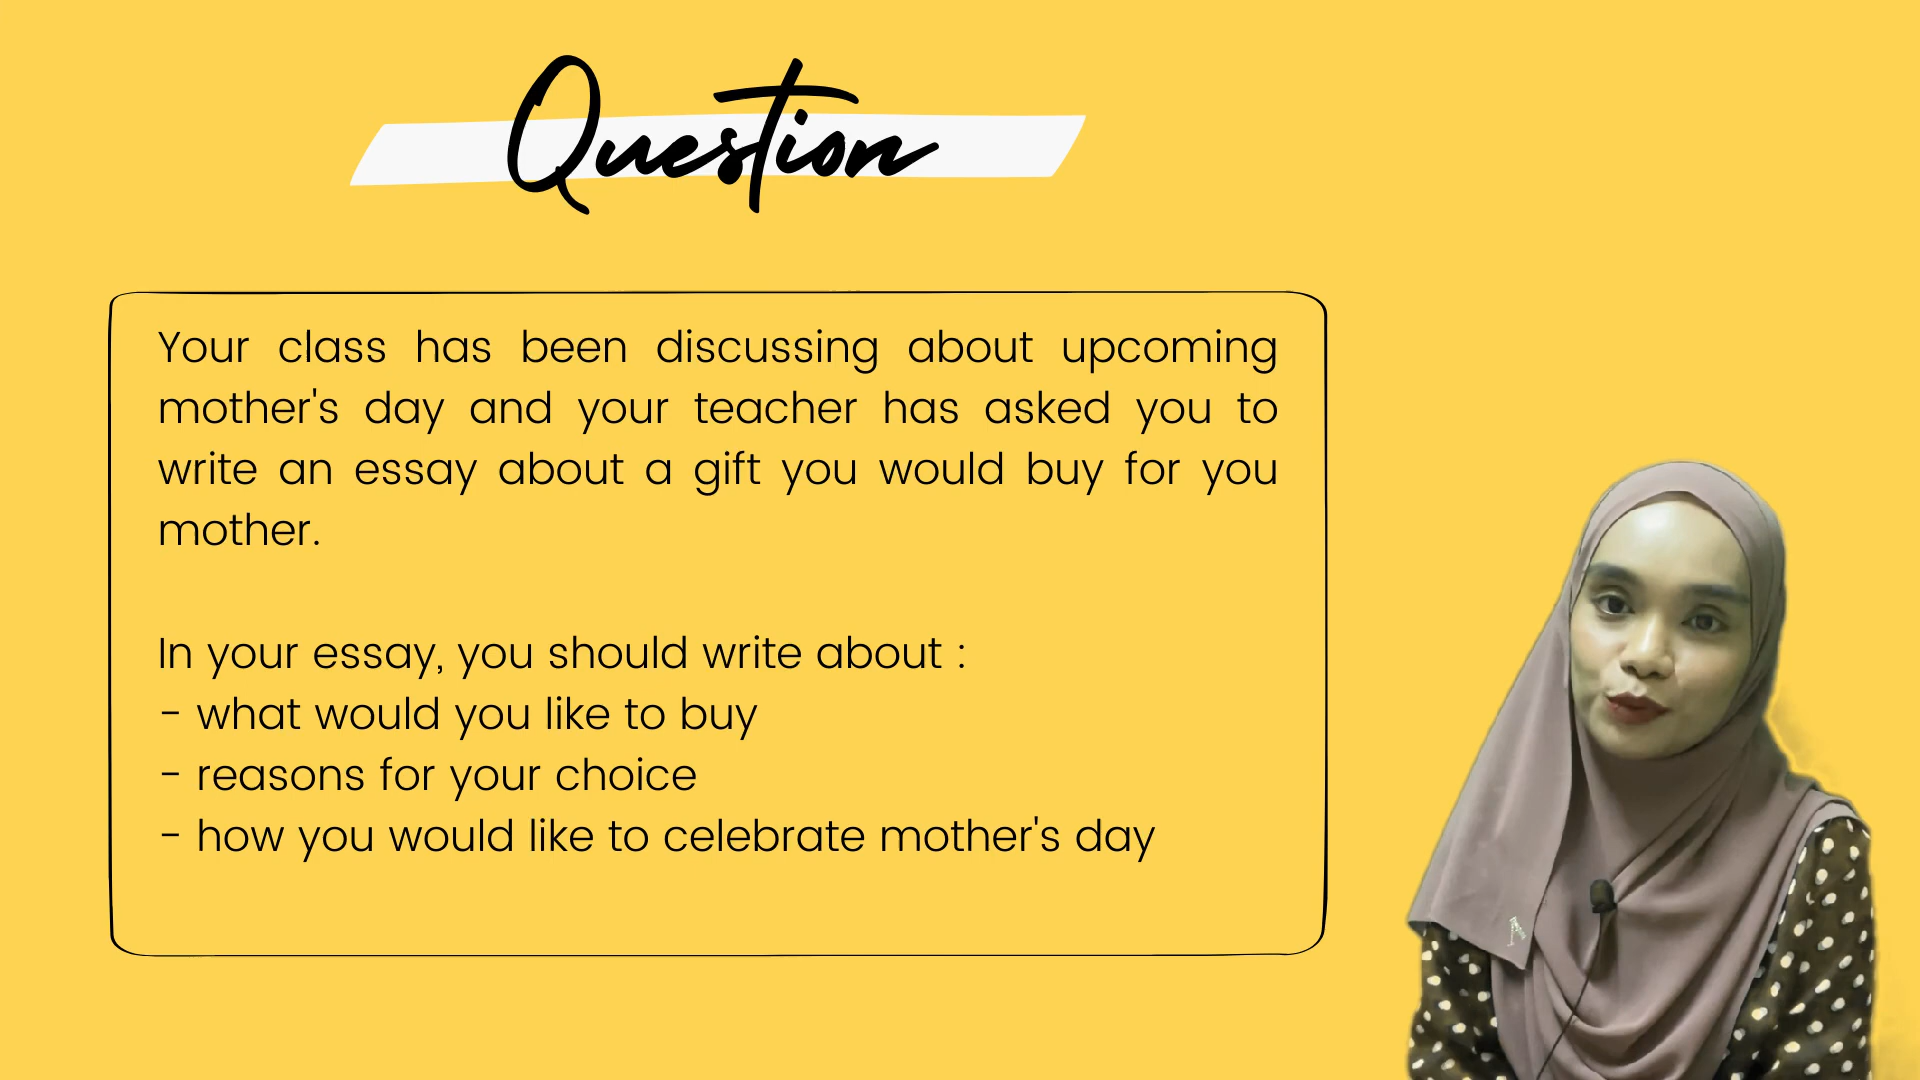 Question
Your class has been discussing about upcoming
mother's day and your teacher has asked you to
write an essay about a gift you would buy for you
mother.
In your essay, you should write about :
- what would you like to buy
- reasons for your choice
- how you would like to celebrate mother's day